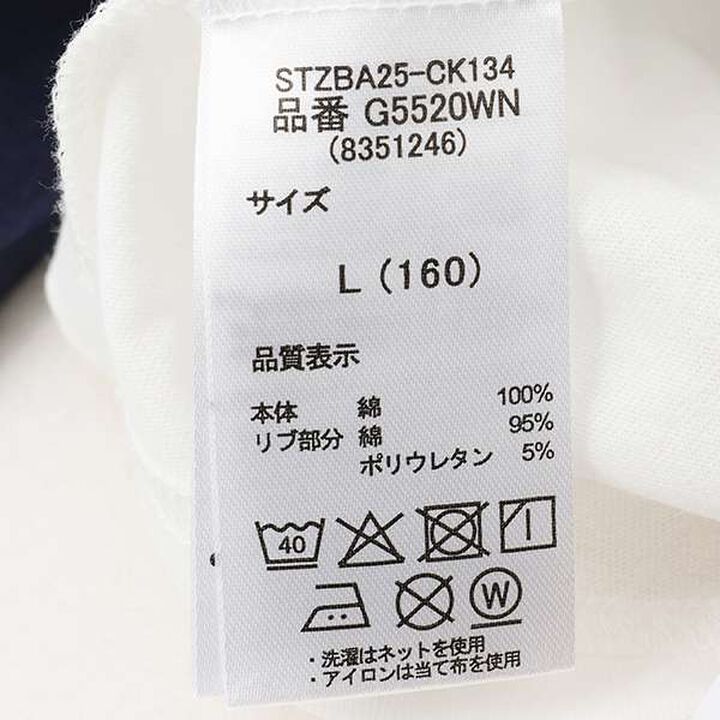 STZBA25-CK134
品番 G5520WN
(8351246)
サイズ
L (160)
品質表示
本体 綿 100%
リブ部分 綿 95%
ポリウレタン 5%
40
W
・洗濯はネットを使用
・アイロンは当て布を使用